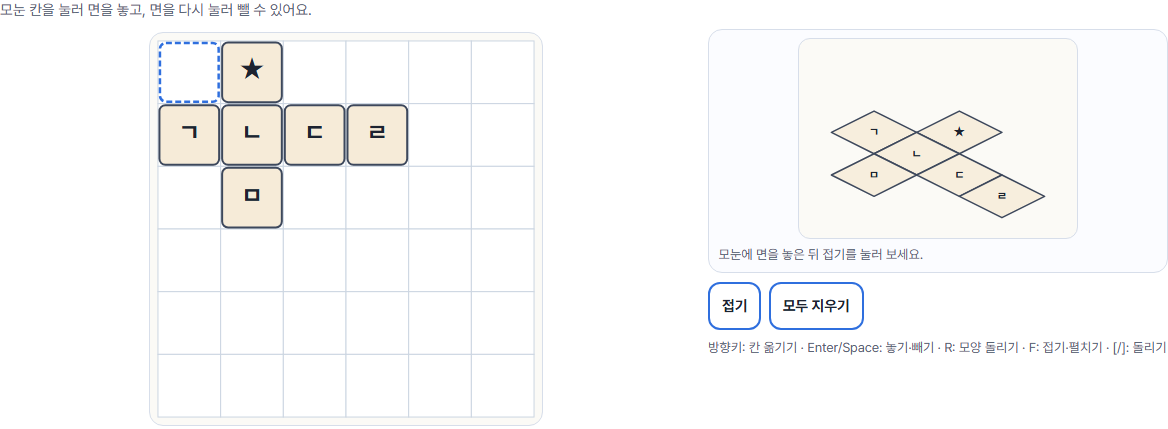 모눈 칸을 눌러 면을 놓고, 면을 다시 눌러 뺄 수 있어요.
★
ㄱ ㄴ ㄷ ㄹ
ㅁ
ㄱ ★
ㄴ
ㅁ ㄷ
ㄹ
모눈에 면을 놓은 뒤 접기를 눌러 보세요.
접기 모두 지우기
방향키: 칸 옮기기 · Enter/Space: 놓기·빼기 · R: 모양 돌리기 · F: 접기·펼치기 · [/]: 돌리기